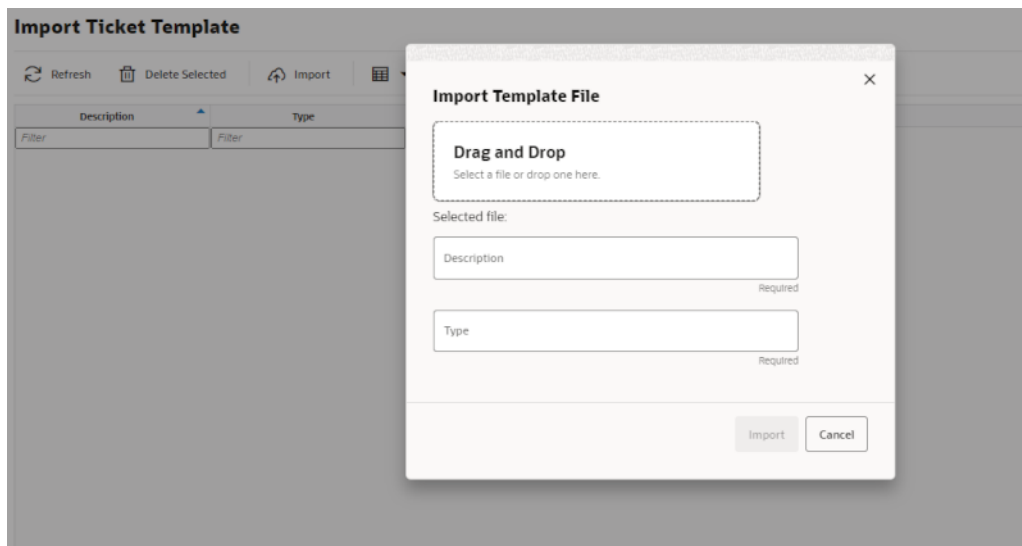 Import Ticket Template
Refresh Delete Selected Import
Description Type
Filter Filter
Import Template File
Drag and Drop
Select a file or drop one here.
Selected file:
Description
Required
Type
Required
Import Cancel